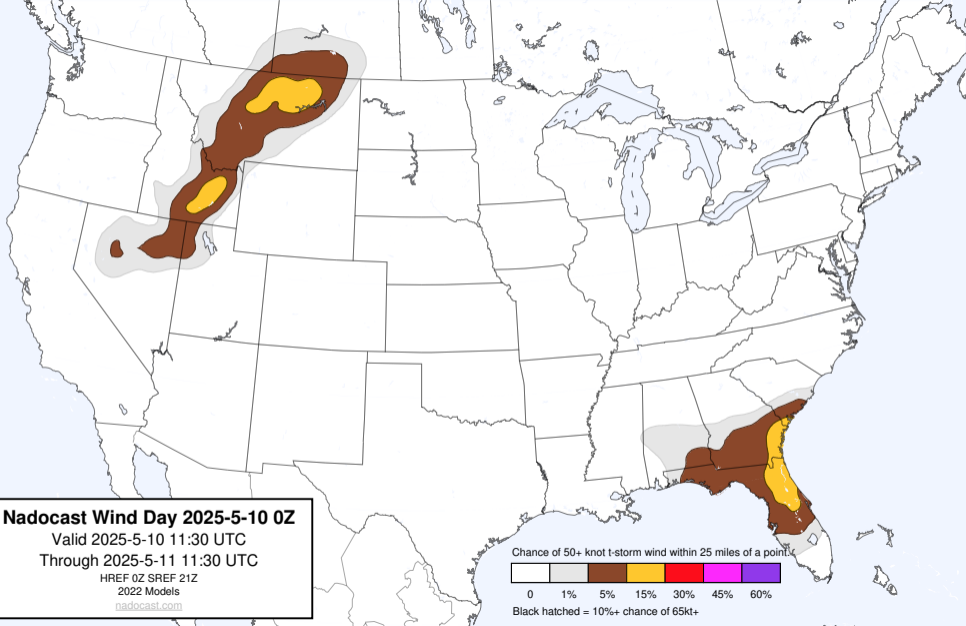 Nadocast Wind Day 2025-5-10 0Z
Valid 2025-5-10 11:30 UTC
Through 2025-5-11 11:30 UTC
HREF 0Z SREF 21Z
2022 Models
nadocast.com
Chance of 50+ knot t-storm wind within 25 miles of a point.
0 1% 5% 15% 30% 45% 60%
Black hatched = 10%+ chance of 65kt+